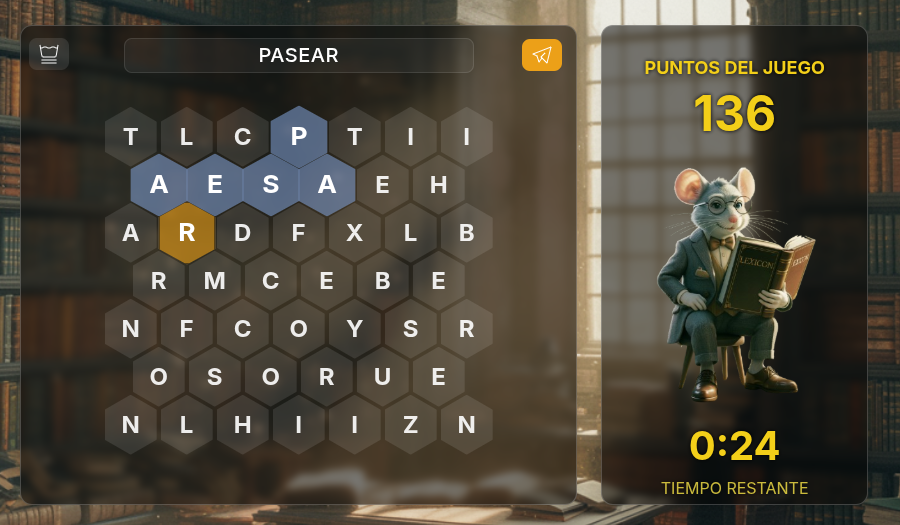 PASEAR
PUNTOS DEL JUEGO
136
T L C P T I I
A E S A E H
A R D F X L B
R M C E B E
N F C O Y S R
O S O R U E
N L H I I Z N
LEXICON
0:24
TIEMPO RESTANTE